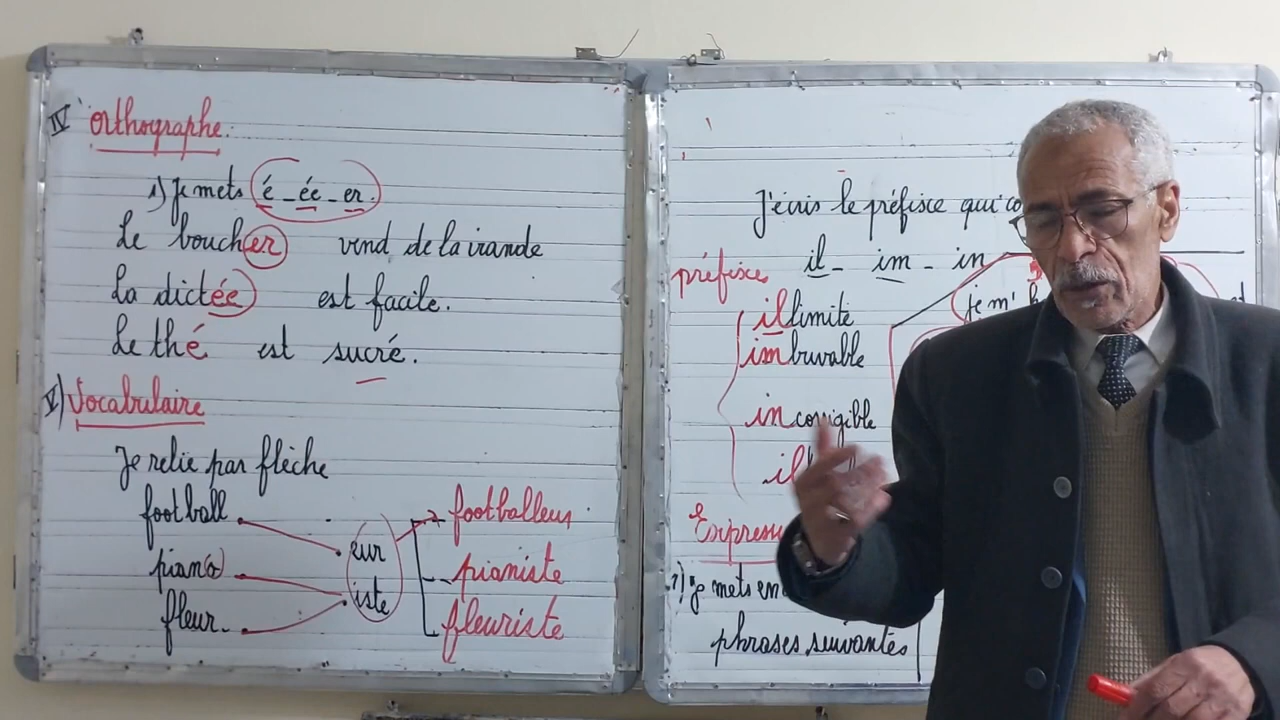 IV Orthographe.
1) Je mets é - ée - er.
Le boucher vend de la viande
La dictée est facile.
Le thé est sucré.
V) Vocabulaire
Je relie par flèche
football
piano
fleur.
eur
iste
footballeur
pianiste
fleuriste
J'écris le préfixe qui
préfixe il - im - in
je m'
illimité
imbuvable
incorrigible
il
1) Je mets en
phrases suivantes